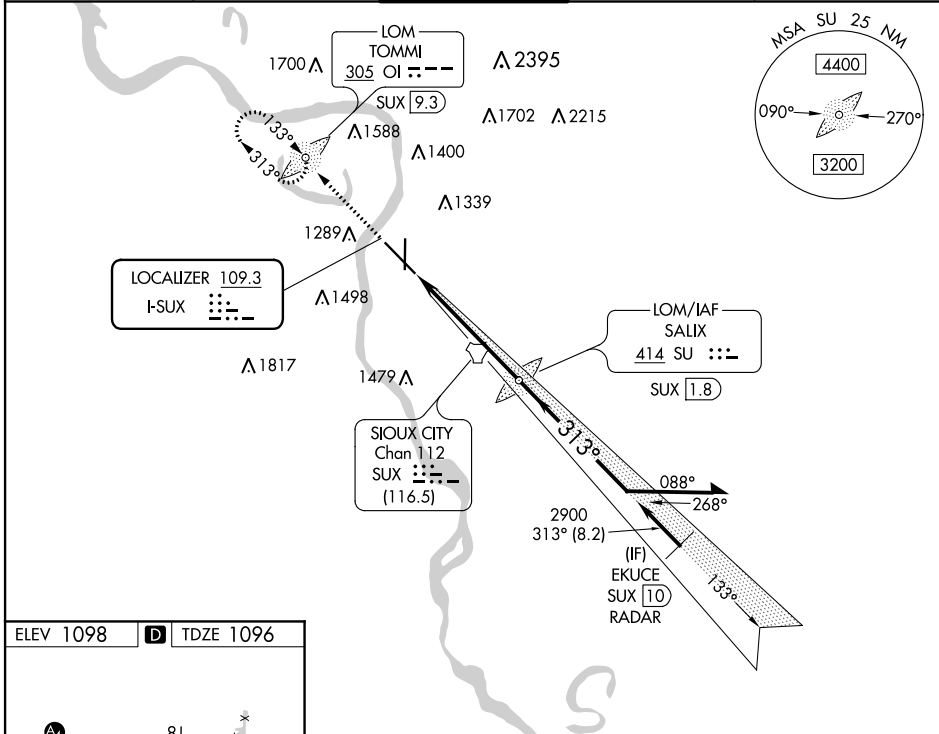 LOM
TOMMI
305 OI
SUX 9.3
1700
2395
1702
2215
1588
1400
1339
1289
133°
313°
MSA SU 25 NM
4400
090°
270°
3200
LOCALIZER 109.3
I-SUX
1498
1817
1479
LOM/IAF
SALIX
414 SU
SUX 1.8
SIOUX CITY
Chan 112
SUX
(116.5)
313°
088°
268°
2900
313° (8.2)
(IF)
EKUCE
SUX 10
RADAR
133°
ELEV 1098 D TDZE 1096